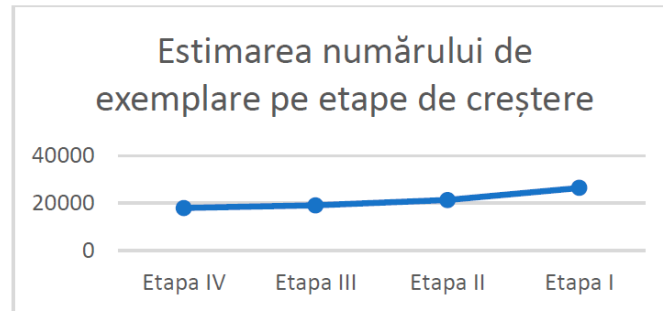 Estimarea numărului de
exemplare pe etape de creștere
40000
20000
0
Etapa IV Etapa III Etapa II Etapa I